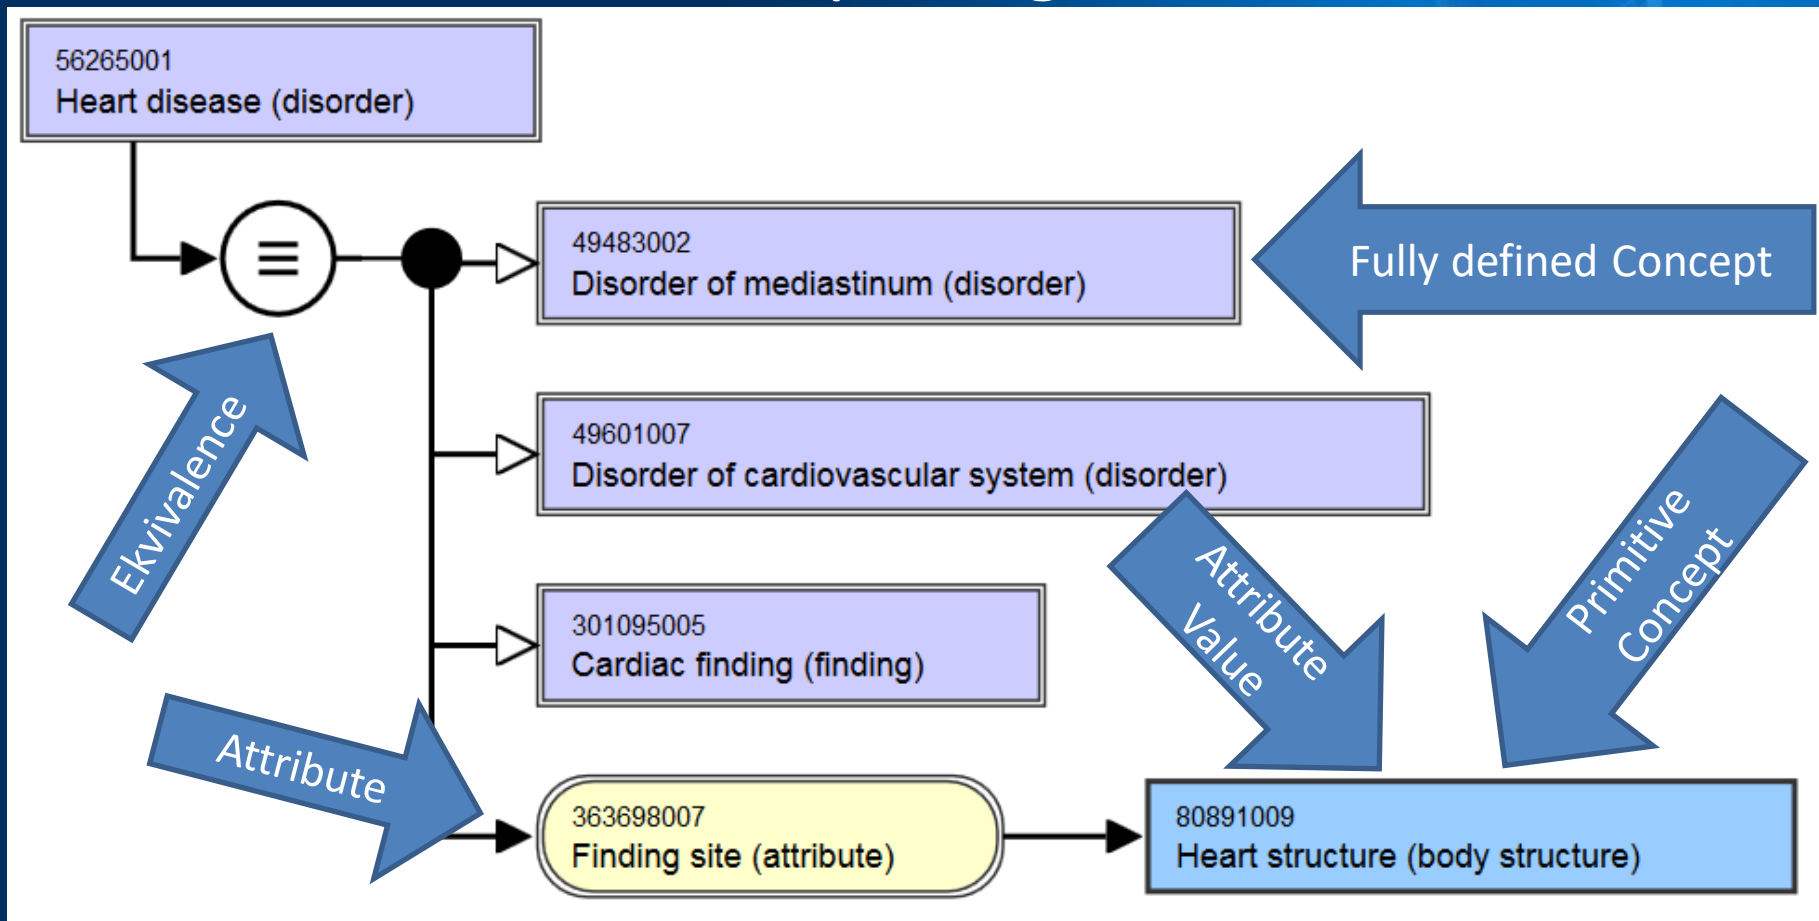 56265001
Heart disease (disorder)
49483002
Disorder of mediastinum (disorder)
Fully defined Concept
49601007
Disorder of cardiovascular system (disorder)
Ekvivalence
Attribute
Value
Primitive
Concept
301095005
Cardiac finding (finding)
Attribute
363698007
Finding site (attribute)
80891009
Heart structure (body structure)